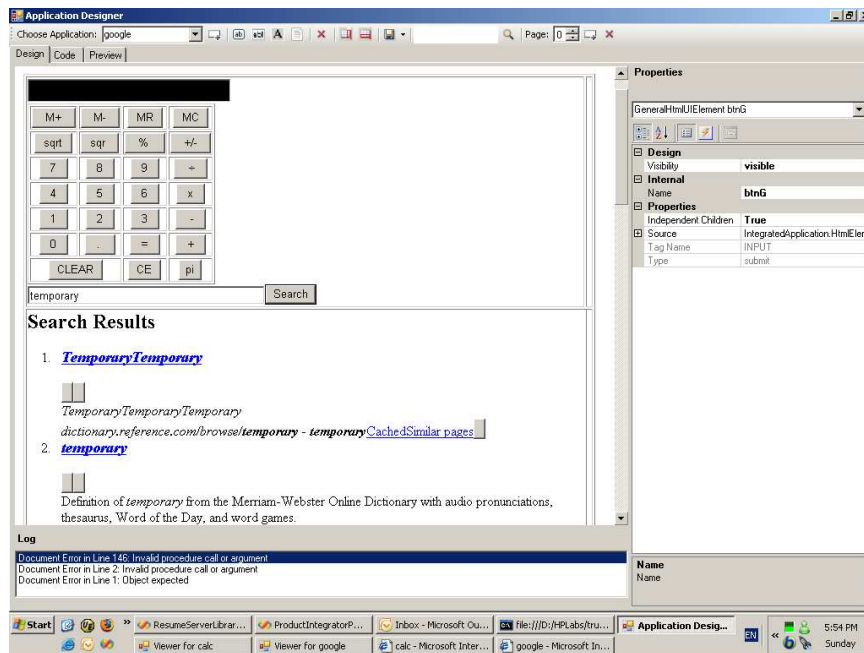 Application Designer
Choose Application: google
Page: 0
Design Code Preview
M+ M- MR MC
sqrt sqr % +/-
7 8 9 ÷
4 5 6 x
1 2 3 -
0 . = +
CLEAR CE pi
temporary Search
Search Results
1. TemporaryTemporary
TemporaryTemporaryTemporary
dictionary.reference.com/browse/temporary - temporaryCachedSimilar pages
2. temporary
Definition of temporary from the Merriam-Webster Online Dictionary with audio pronunciations,
thesaurus, Word of the Day, and word games.
Log
Document Error in Line 146: Invalid procedure call or argument
Document Error in Line 2: Invalid procedure call or argument
Document Error in Line 1: Object expected
Properties
GeneralHtmlUIElement btnG
Design
Visibility visible
Internal
Name btnG
Properties
Independent Children True
Source IntegratedApplication.HtmlEler
Tag Name INPUT
Type submit
Name
Name
Start
ResumeServerLibrar...
ProductIntegratorP...
Inbox - Microsoft Ou...
file:///D:/HPLabs/tru...
Application Desig...
EN
5:54 PM
Viewer for calc
Viewer for google
calc - Microsoft Inter...
google - Microsoft In...
Sunday